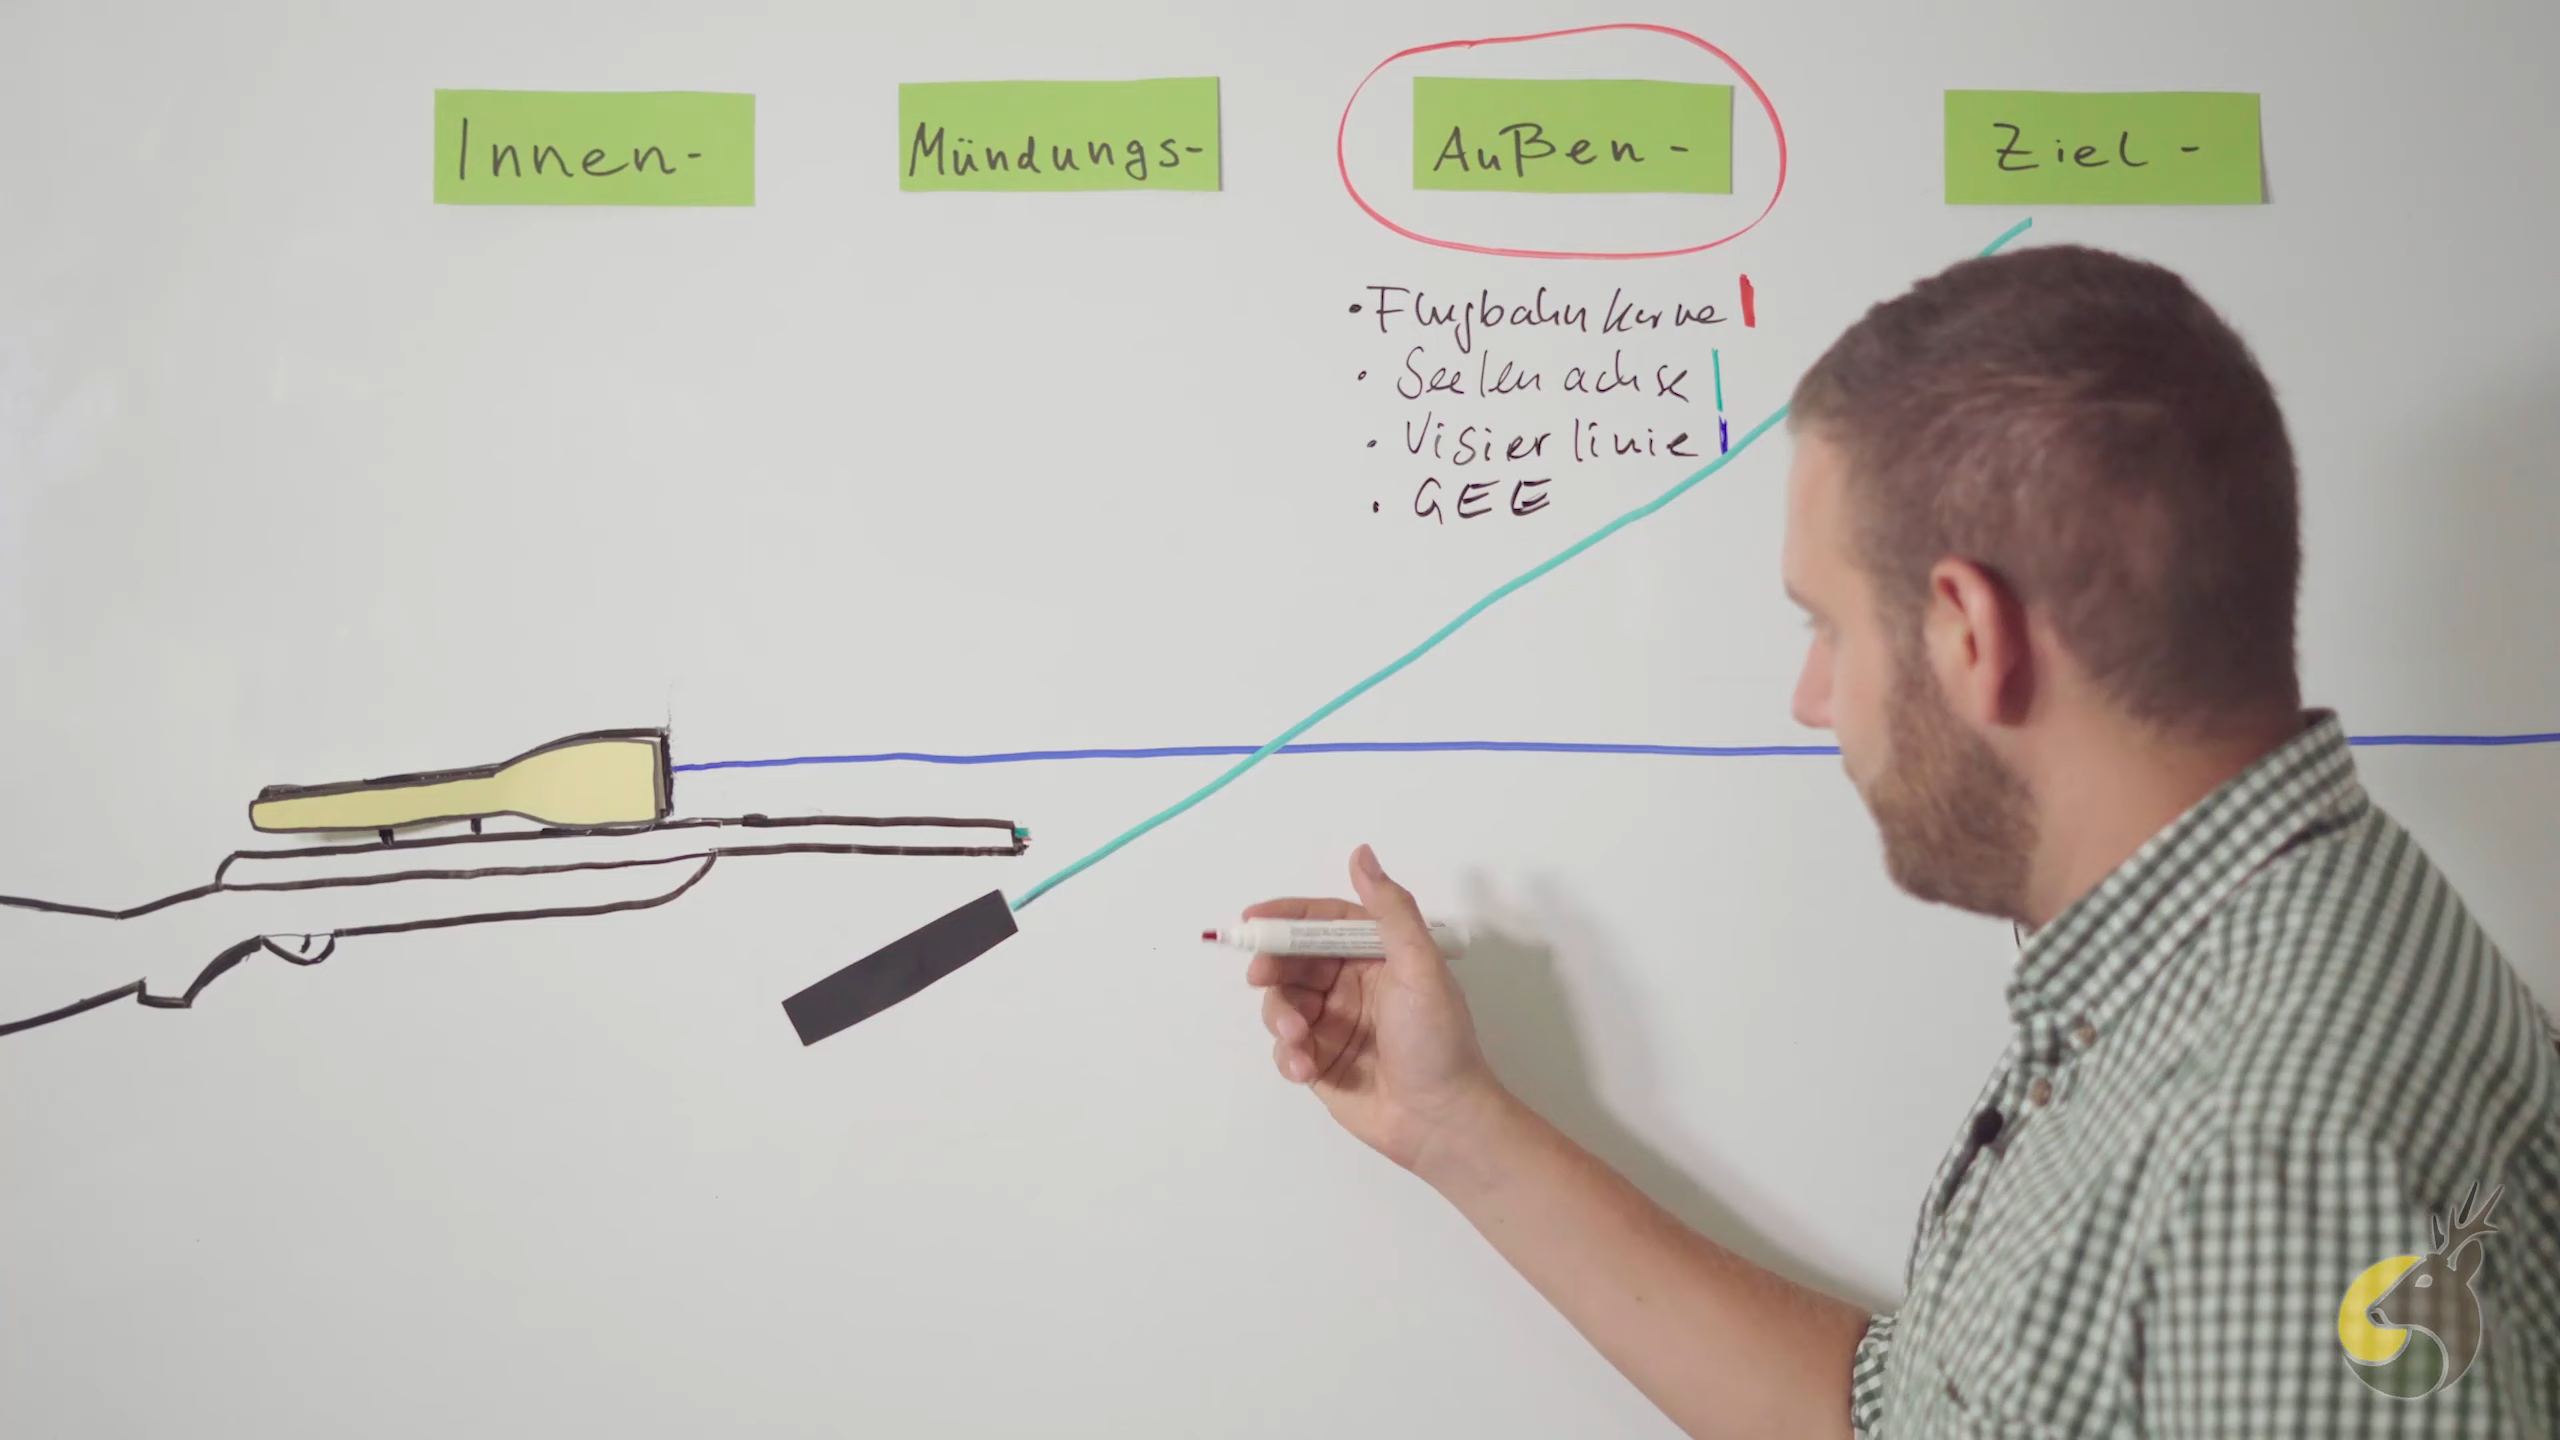 Innen-
Mündungs-
Außen-
Ziel-
• Flugbahnkurve
• Seelenachse
• Visierlinie
• GEE